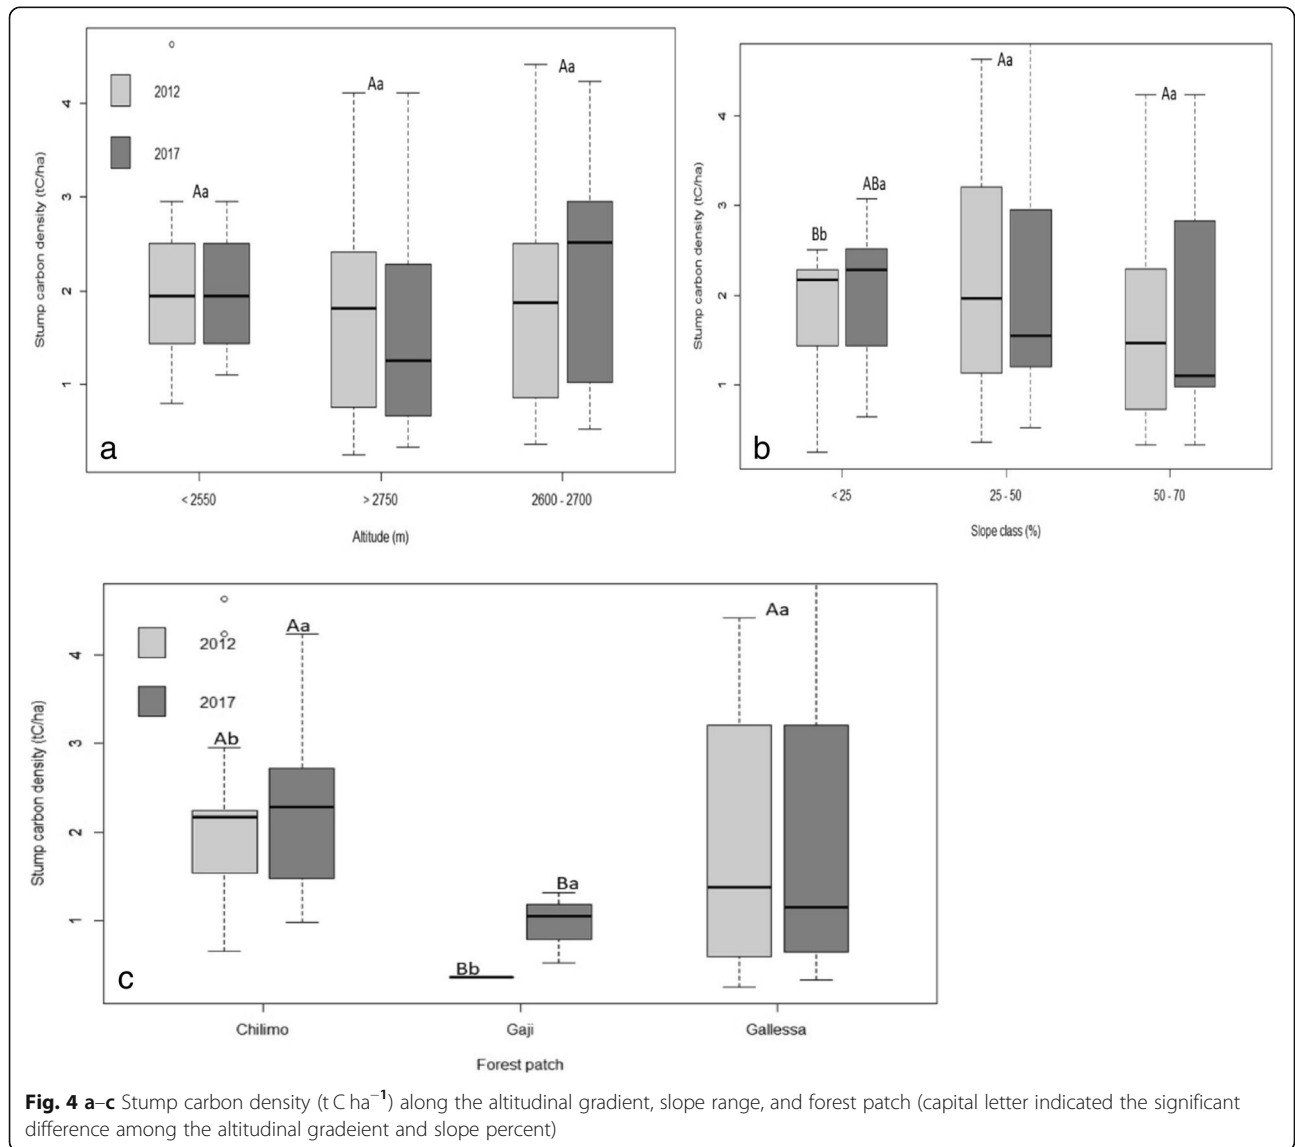 2012
2017
Aa
Aa
Aa
4
3
2
1
Stump carbon density (tC/ha)
a
< 2550
> 2750
2600 - 2700
Altitude (m)
Bb
ABa
Aa
Aa
4
3
2
1
Stump carbon density (tC/ha)
b
< 25
25 - 50
50 - 70
Slope class (%)
2012
2017
Ab
Aa
Bb
Ba
Aa
4
3
2
1
Stump carbon density (tC/ha)
c
Chilimo
Gaji
Gallessa
Forest patch
Fig. 4 a–c Stump carbon density (t C ha−1) along the altitudinal gradient, slope range, and forest patch (capital letter indicated the significant
difference among the altitudinal gradeient and slope percent)